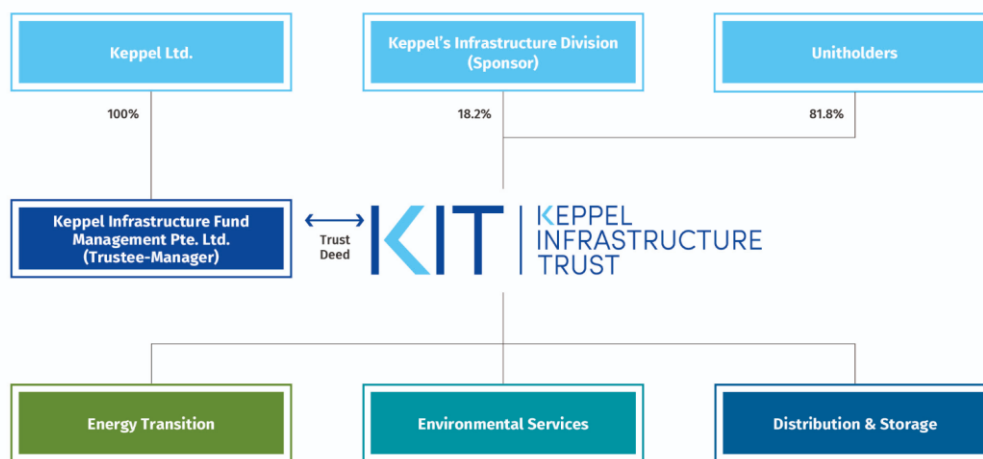 Keppel Ltd.
Keppel's Infrastructure Division
(Sponsor)
Unitholders
100%
18.2%
81.8%
Keppel Infrastructure Fund
Management Pte. Ltd.
(Trustee-Manager)
Trust
Deed
KIT
KEPPEL
INFRASTRUCTURE
TRUST
Energy Transition
Environmental Services
Distribution & Storage